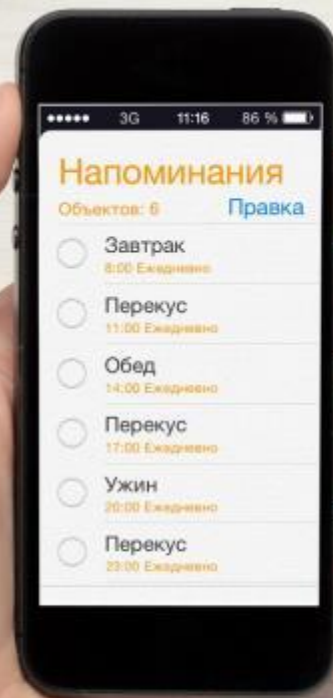 3G 11:16 86 %
Напоминания
Объектов: 6 Правка
Завтрак
8:00 Ежедневно
Перекус
11:00 Ежедневно
Обед
14:00 Ежедневно
Перекус
17:00 Ежедневно
Ужин
20:00 Ежедневно
Перекус
23:00 Ежедневно